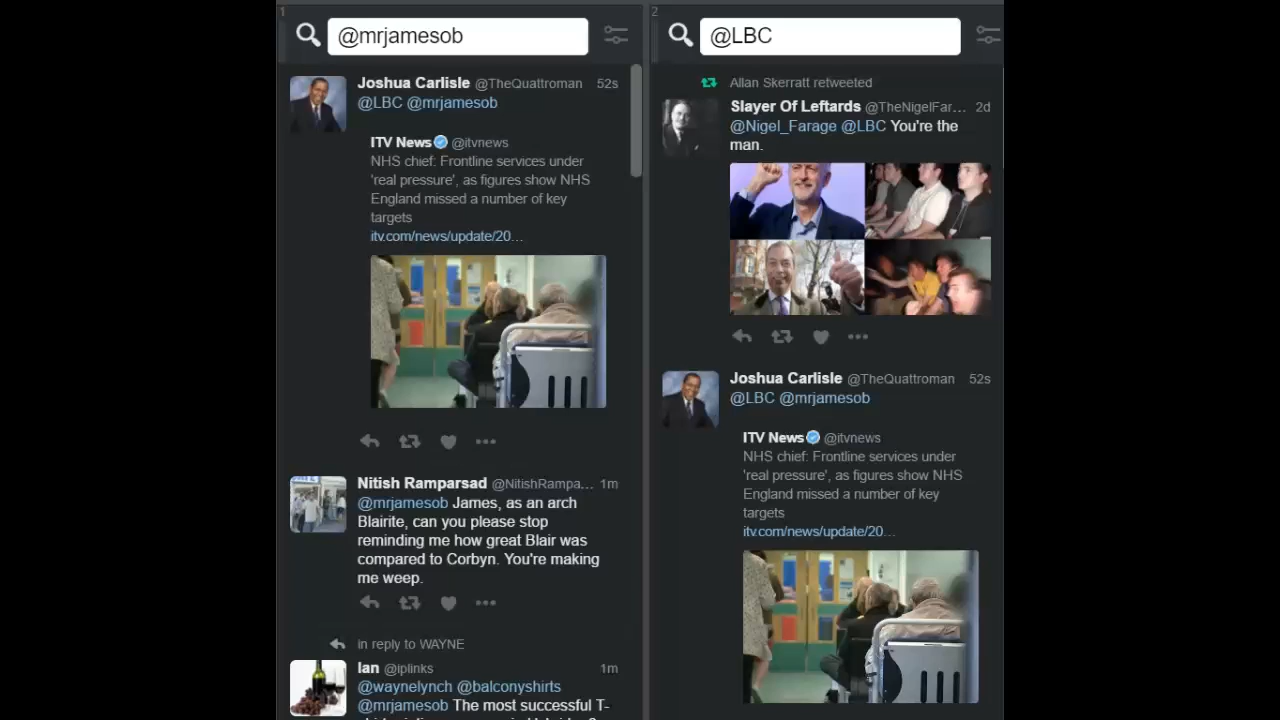 1
@mrjamesob
Joshua Carlisle @TheQuattroman 52s
@LBC @mrjamesob
ITV News @itvnews
NHS chief: Frontline services under
'real pressure', as figures show NHS
England missed a number of key
targets
itv.com/news/update/20...
Nitish Ramparsad @NitishRampa... 1m
@mrjamesob James, as an arch
Blairite, can you please stop
reminding me how great Blair was
compared to Corbyn. You're making
me weep.
in reply to WAYNE
Ian @iplinks 1m
@waynelynch @balconyshirts
@mrjamesob The most successful T-
2
@LBC
Allan Skerratt retweeted
Slayer Of Leftards @TheNigelFar... 2d
@Nigel_Farage @LBC You're the
man.
Joshua Carlisle @TheQuattroman 52s
@LBC @mrjamesob
ITV News @itvnews
NHS chief: Frontline services under
'real pressure', as figures show NHS
England missed a number of key
targets
itv.com/news/update/20...